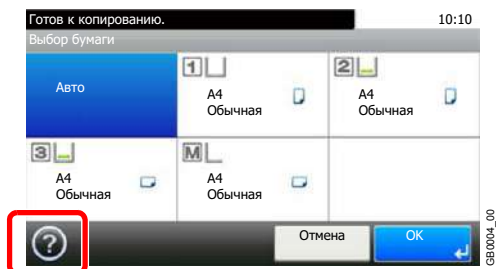 Готов к копированию. 10:10
Выбор бумаги
Авто
1
A4
Обычная
2
A4
Обычная
3
A4
Обычная
M
A4
Обычная
?
Отмена
OK
GB0004_00